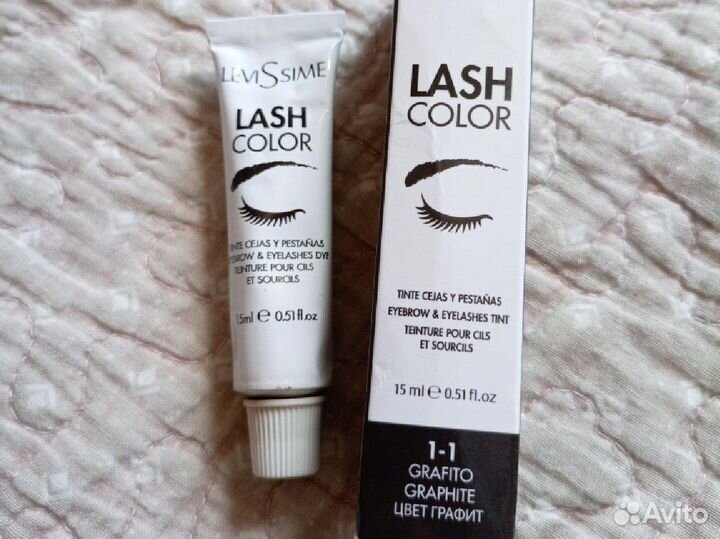 LEVISSIME
LASH
COLOR
TINTE CEJAS Y PESTAÑAS
EYEBROW & EYELASHES DYE
TEINTURE POUR CILS
ET SOURCILS
15ml e 0.51fl.oz
LASH
COLOR
TINTE CEJAS Y PESTAÑAS
EYEBROW & EYELASHES TINT
TEINTURE POUR CILS
ET SOURCILS
15 ml e 0.51 fl.oz
1-1
GRAFITO
GRAPHITE
ЦВЕТ ГРАФИТ
Avito